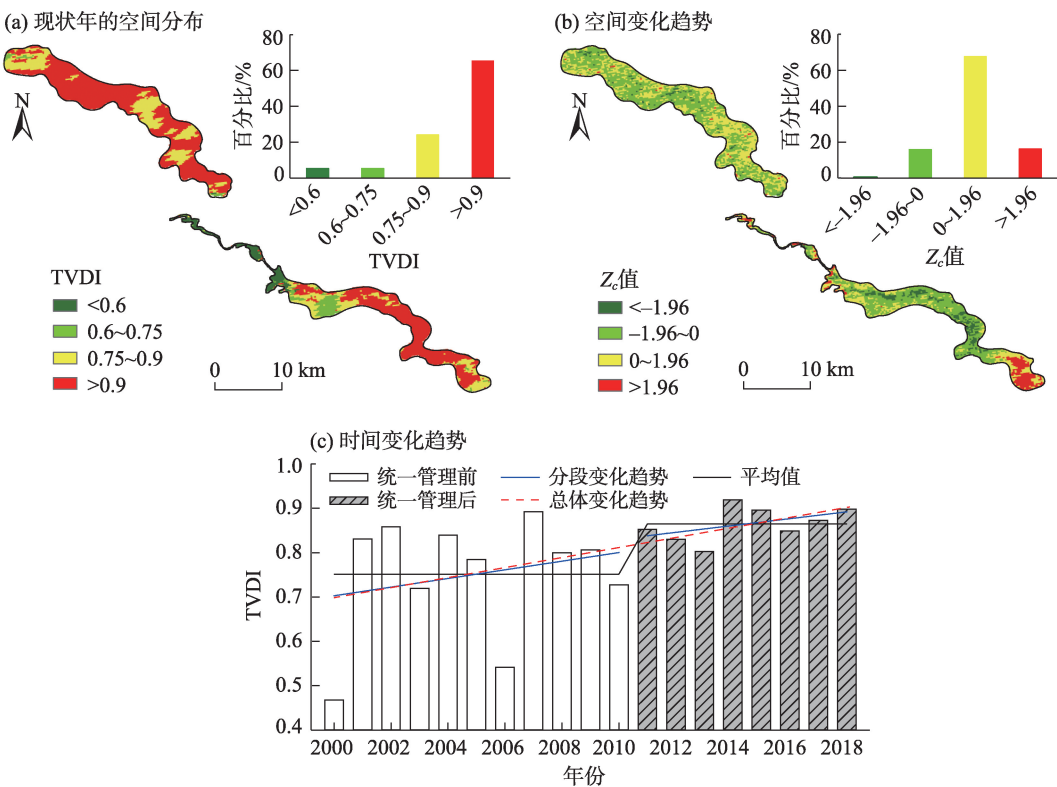 (a) 现状年的空间分布
80
60
40
20
0
百分比/%
<0.6
0.6~0.75
0.75~0.9
>0.9
TVDI
N
TVDI
<0.6
0.6~0.75
0.75~0.9
>0.9
0 10 km
(b) 空间变化趋势
80
60
40
20
0
百分比/%
<–1.96
–1.96~0
0~1.96
>1.96
Zc值
N
Zc值
<–1.96
–1.96~0
0~1.96
>1.96
0 10 km
(c) 时间变化趋势
统一管理前 分段变化趋势 平均值
统一管理后 总体变化趋势
1.0
0.9
0.8
0.7
0.6
0.5
0.4
TVDI
2000 2002 2004 2006 2008 2010 2012 2014 2016 2018
年份